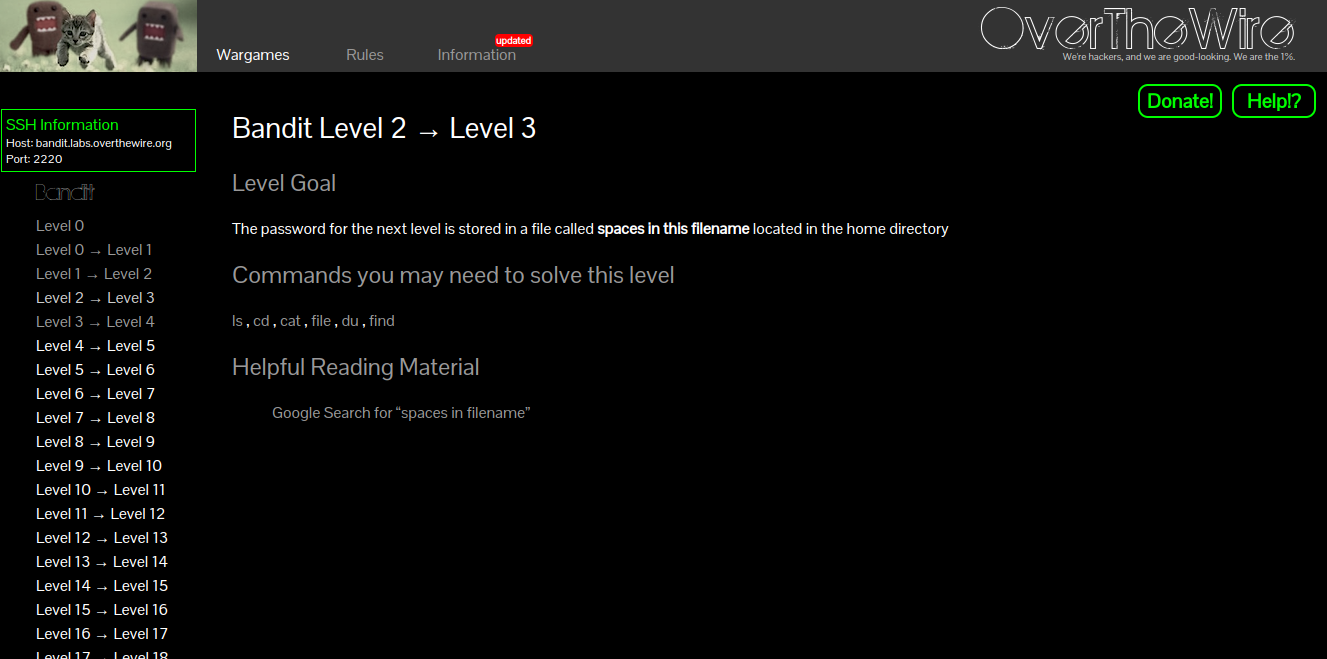 OverTheWire
We're hackers, and we are good-looking. We are the 1%.
updated
Wargames Rules Information
Donate! Help!?
SSH Information
Host: bandit.labs.overthewire.org
Port: 2220
Bandit
Level 0
Level 0 → Level 1
Level 1 → Level 2
Level 2 → Level 3
Level 3 → Level 4
Level 4 → Level 5
Level 5 → Level 6
Level 6 → Level 7
Level 7 → Level 8
Level 8 → Level 9
Level 9 → Level 10
Level 10 → Level 11
Level 11 → Level 12
Level 12 → Level 13
Level 13 → Level 14
Level 14 → Level 15
Level 15 → Level 16
Level 16 → Level 17
Level 17 → Level 18
Bandit Level 2 → Level 3
Level Goal
The password for the next level is stored in a file called spaces in this filename located in the home directory
Commands you may need to solve this level
ls , cd , cat , file , du , find
Helpful Reading Material
Google Search for “spaces in filename”